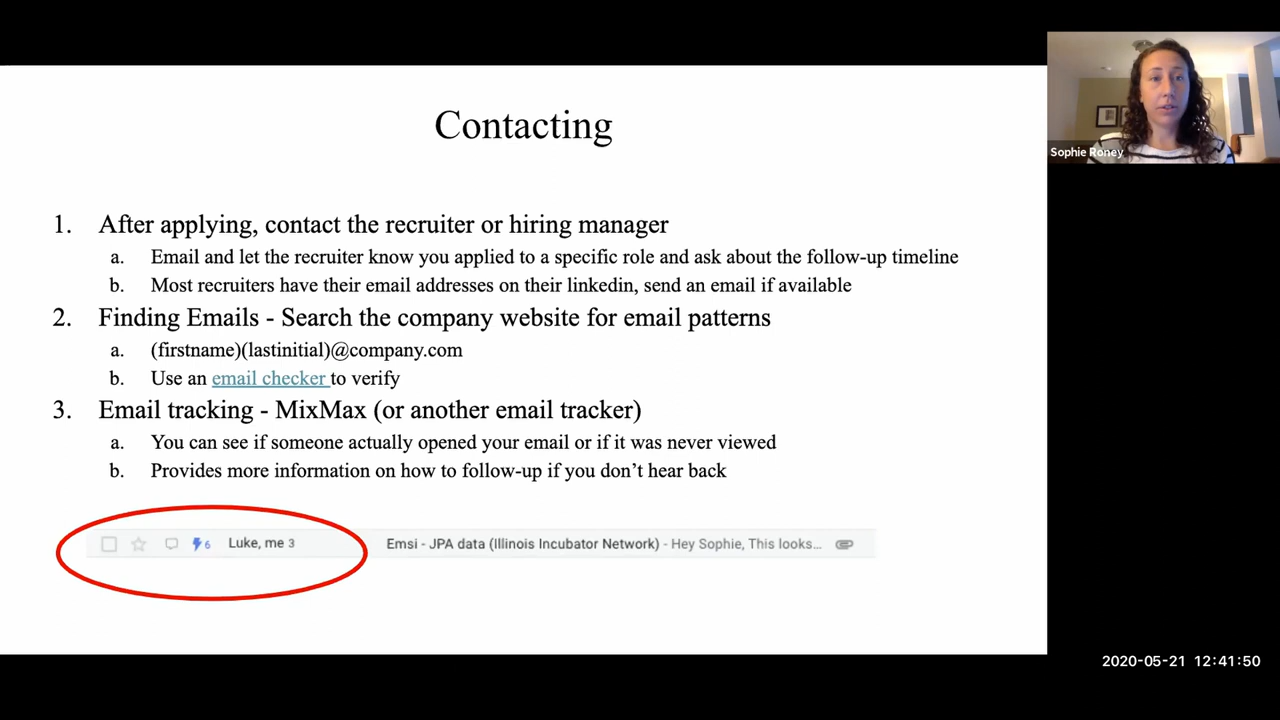 Contacting
Sophie Roney
1. After applying, contact the recruiter or hiring manager
a. Email and let the recruiter know you applied to a specific role and ask about the follow-up timeline
b. Most recruiters have their email addresses on their linkedin, send an email if available
2. Finding Emails - Search the company website for email patterns
a. (firstname)(lastinitial)@company.com
b. Use an email checker to verify
3. Email tracking - MixMax (or another email tracker)
a. You can see if someone actually opened your email or if it was never viewed
b. Provides more information on how to follow-up if you don’t hear back
6 Luke, me 3 Emsi - JPA data (Illinois Incubator Network) - Hey Sophie, This looks...
2020-05-21 12:41:50